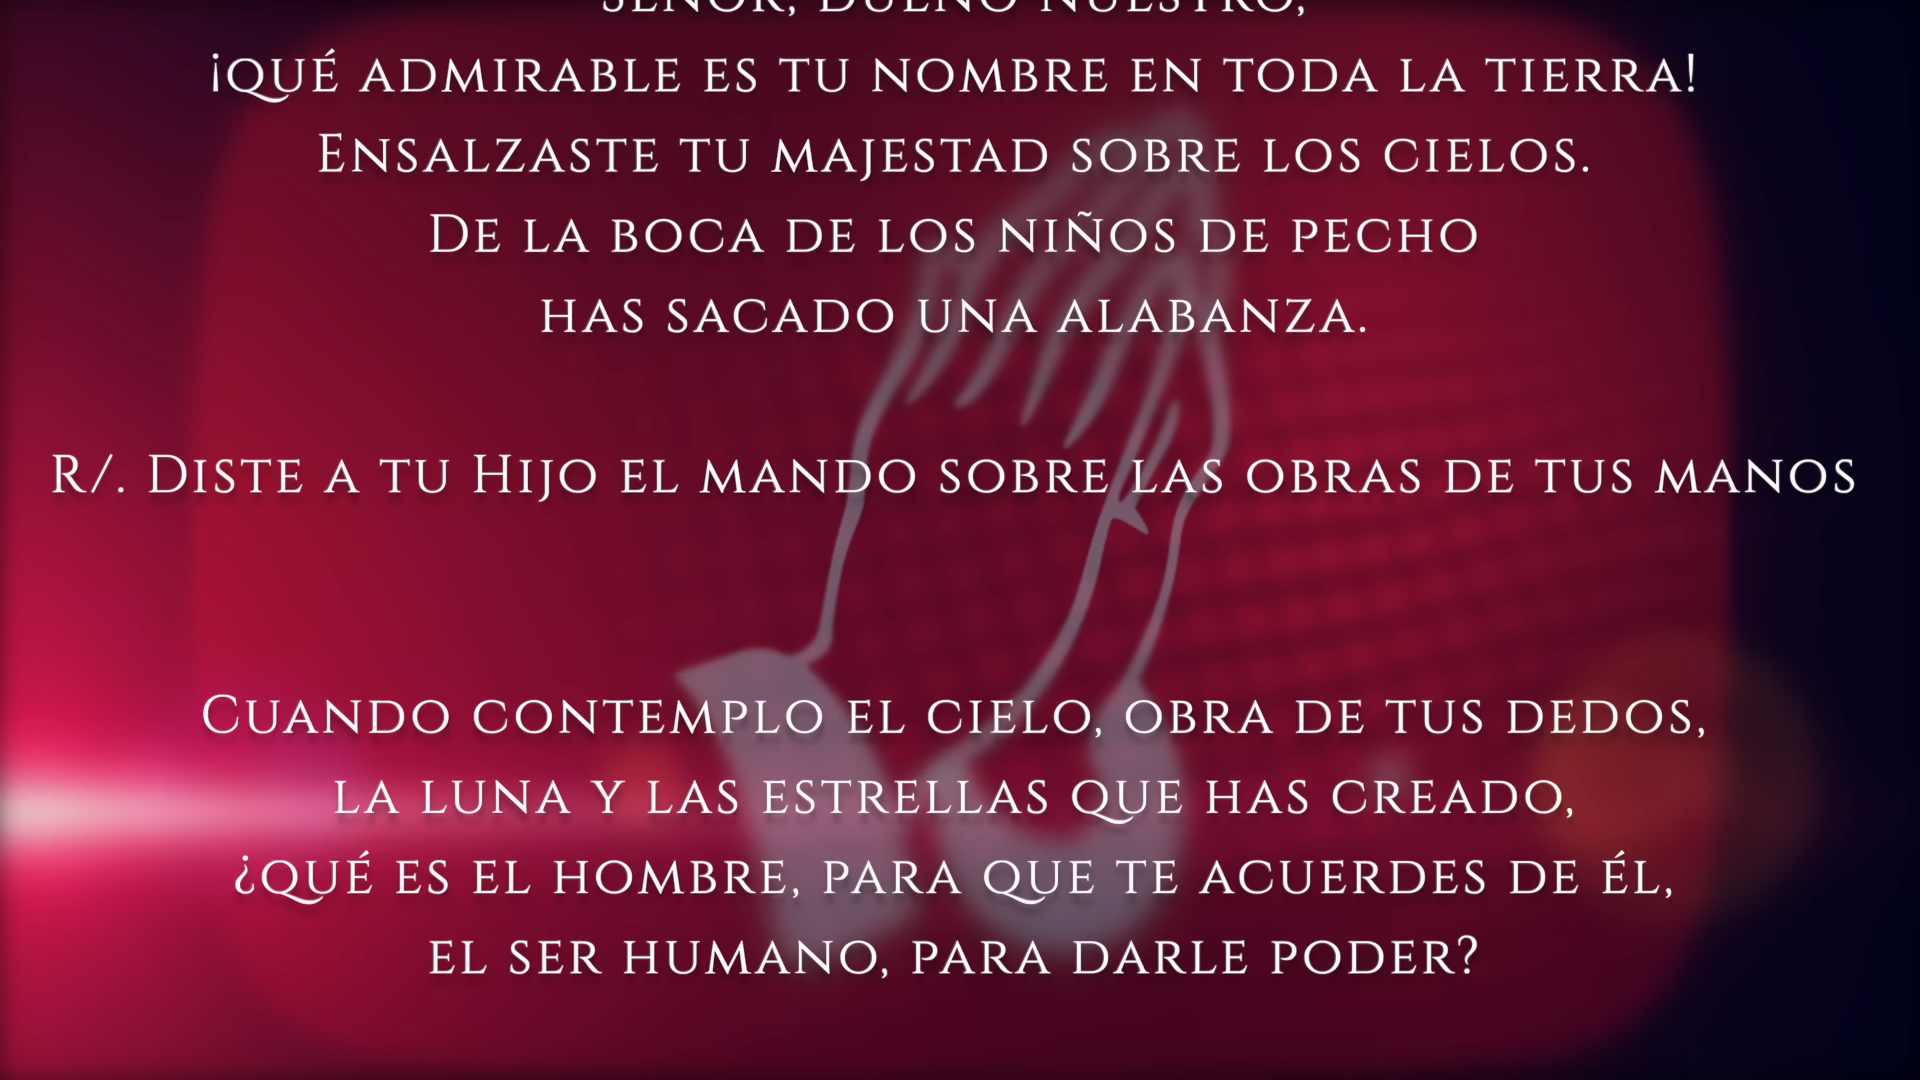 Señor, Dueño nuestro,
¡qué admirable es tu nombre en toda la tierra!
Ensalzaste tu majestad sobre los cielos.
De la boca de los niños de pecho
has sacado una alabanza.
R/. Diste a tu Hijo el mando sobre las obras de tus manos
Cuando contemplo el cielo, obra de tus dedos,
la luna y las estrellas que has creado,
¿qué es el hombre, para que te acuerdes de él,
el ser humano, para darle poder?